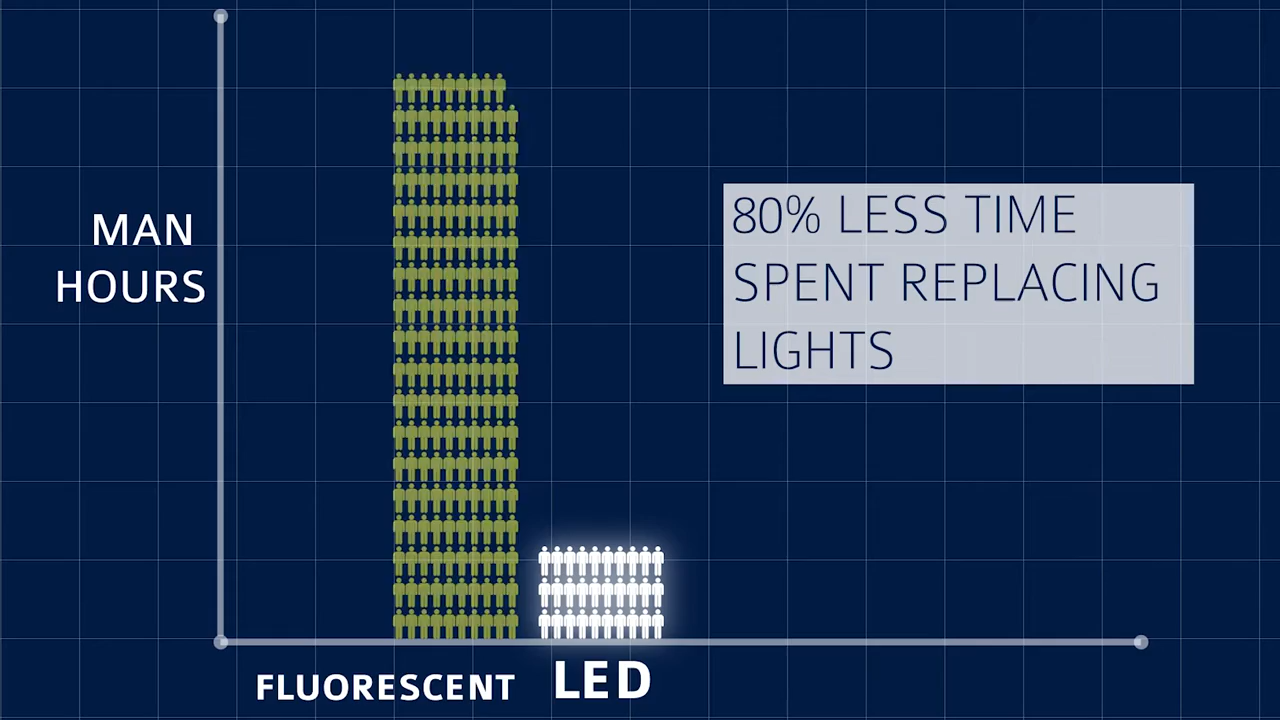 MAN
HOURS
80% LESS TIME
SPENT REPLACING
LIGHTS
FLUORESCENT
LED